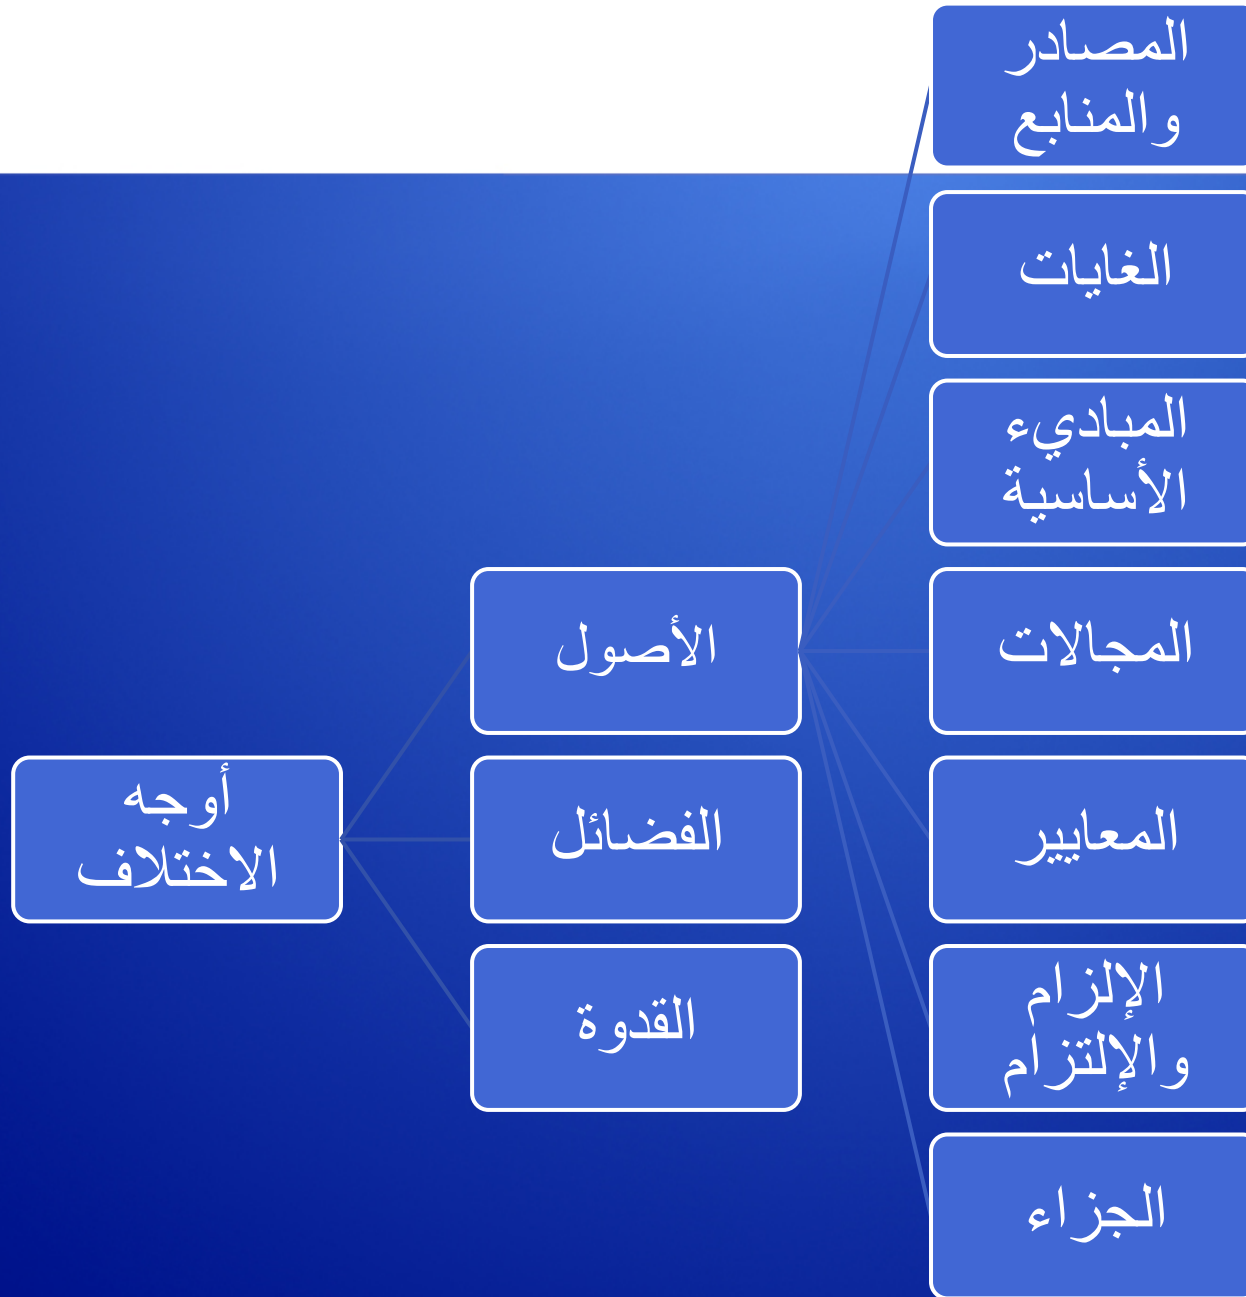 المصادر
والمنابع
الغايات
المباديء
الأساسية
المجالات
الأصول
أوجه
الاختلاف
الفضائل
المعايير
القدوة
الإلزام
والإلتزام
الجزاء